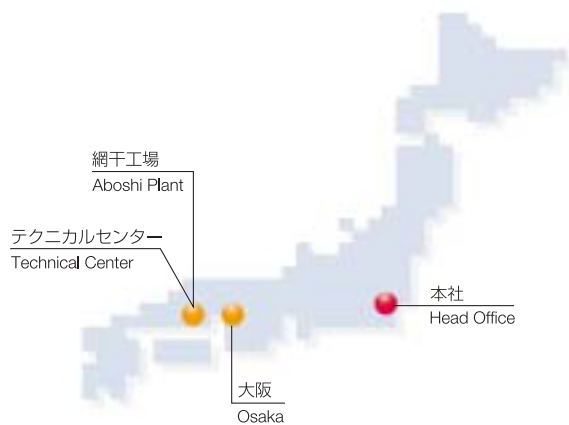 網干工場
Aboshi Plant
テクニカルセンター
Technical Center
本社
Head Office
大阪
Osaka